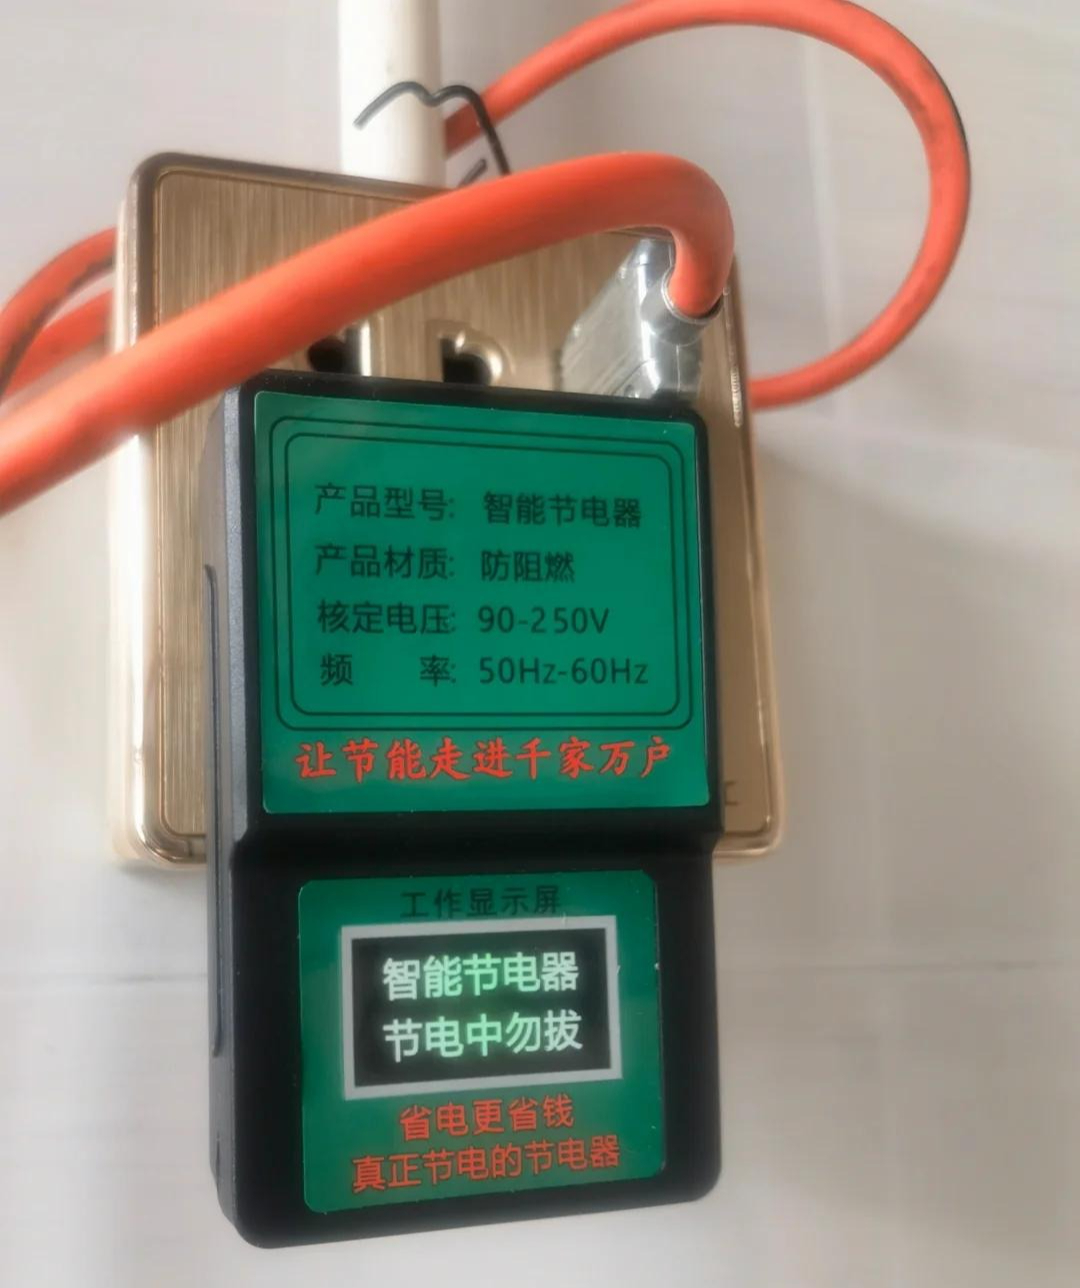 产品型号: 智能节电器
产品材质: 防阻燃
核定电压: 90-250V
频 率: 50Hz-60Hz
让节能走进千家万户
工作显示屏
智能节电器
节电中勿拔
省电更省钱
真正节电的节电器